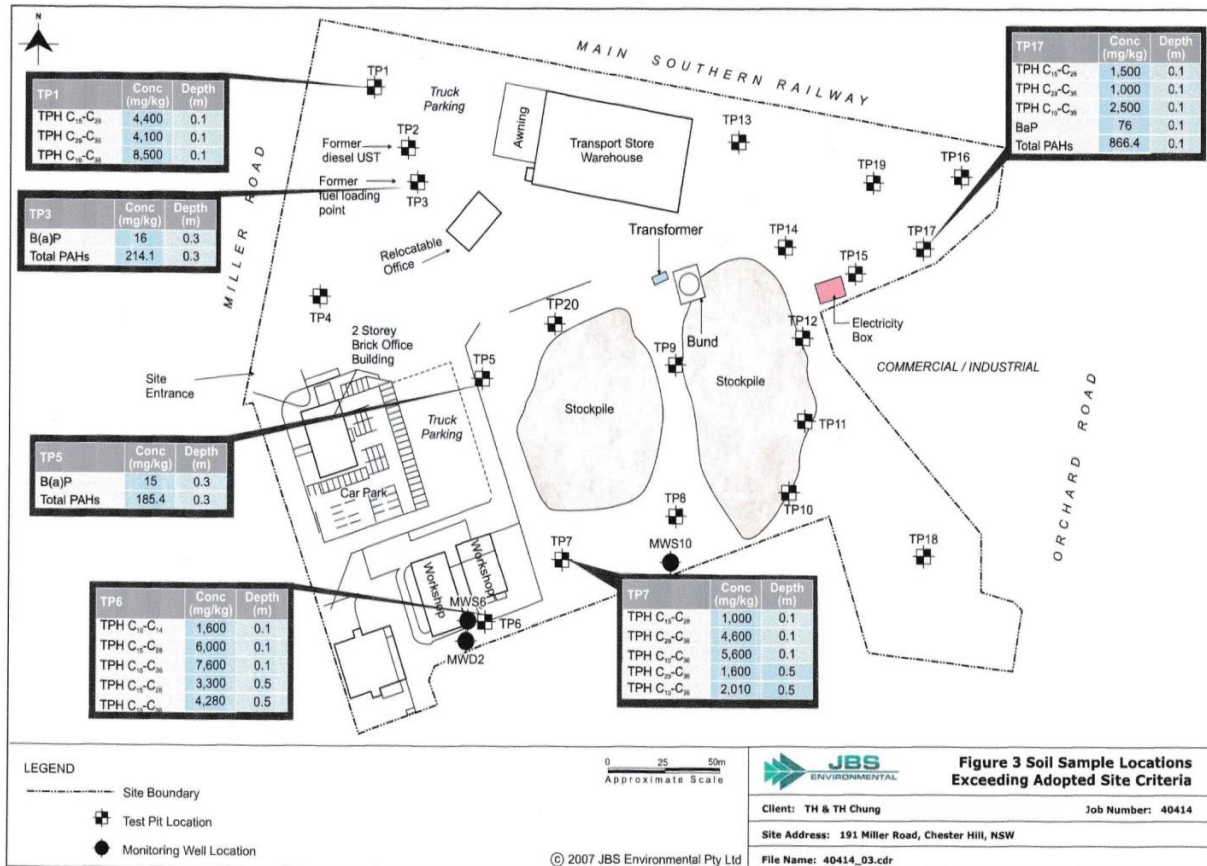 N
MAIN SOUTHERN RAILWAY
MILLER ROAD
ORCHARD ROAD
COMMERCIAL / INDUSTRIAL
TP1 Conc (mg/kg) Depth (m)
TPH C₁₅-C₂₈ 4,400 0.1
TPH C₂₉-C₃₆ 4,100 0.1
TPH C₁₀-C₃₆ 8,500 0.1
TP3 Conc (mg/kg) Depth (m)
B(a)P 16 0.3
Total PAHs 214.1 0.3
TP17 Conc (mg/kg) Depth (m)
TPH C₁₅-C₂₈ 1,500 0.1
TPH C₂₉-C₃₆ 1,000 0.1
TPH C₁₀-C₃₆ 2,500 0.1
BaP 76 0.1
Total PAHs 866.4 0.1
TP1
Truck
Parking
TP2
Former
diesel UST
Former
fuel loading
point
TP3
Awning
Transport Store
Warehouse
TP13
TP19
TP16
TP17
TP14
TP15
Transformer
Relocatable
Office
TP4
TP20
Bund
TP12
Electricity
Box
2 Storey
Brick Office
Building
Site
Entrance
TP5
TP9
Stockpile
Stockpile
TP11
Truck
Parking
Car Park
TP10
TP8
TP7
MWS10
TP18
Workshop
Workshop
MWS6
TP6
MWD2
TP5 Conc (mg/kg) Depth (m)
B(a)P 15 0.3
Total PAHs 185.4 0.3
TP6 Conc (mg/kg) Depth (m)
TPH C₁₀-C₁₄ 1,600 0.1
TPH C₁₅-C₂₈ 6,000 0.1
TPH C₁₀-C₃₆ 7,600 0.1
TPH C₁₅-C₂₈ 3,300 0.5
TPH C₁₀-C₃₆ 4,280 0.5
TP7 Conc (mg/kg) Depth (m)
TPH C₁₅-C₂₈ 1,000 0.1
TPH C₂₉-C₃₆ 4,600 0.1
TPH C₁₀-C₃₆ 5,600 0.1
TPH C₂₉-C₃₆ 1,600 0.5
TPH C₁₀-C₃₆ 2,010 0.5
LEGEND
Site Boundary
Test Pit Location
Monitoring Well Location
0 25 50m
Approximate Scale
© 2007 JBS Environmental Pty Ltd
JBS
ENVIRONMENTAL
Figure 3 Soil Sample Locations
Exceeding Adopted Site Criteria
Client: TH & TH Chung Job Number: 40414
Site Address: 191 Miller Road, Chester Hill, NSW
File Name: 40414_03.cdr